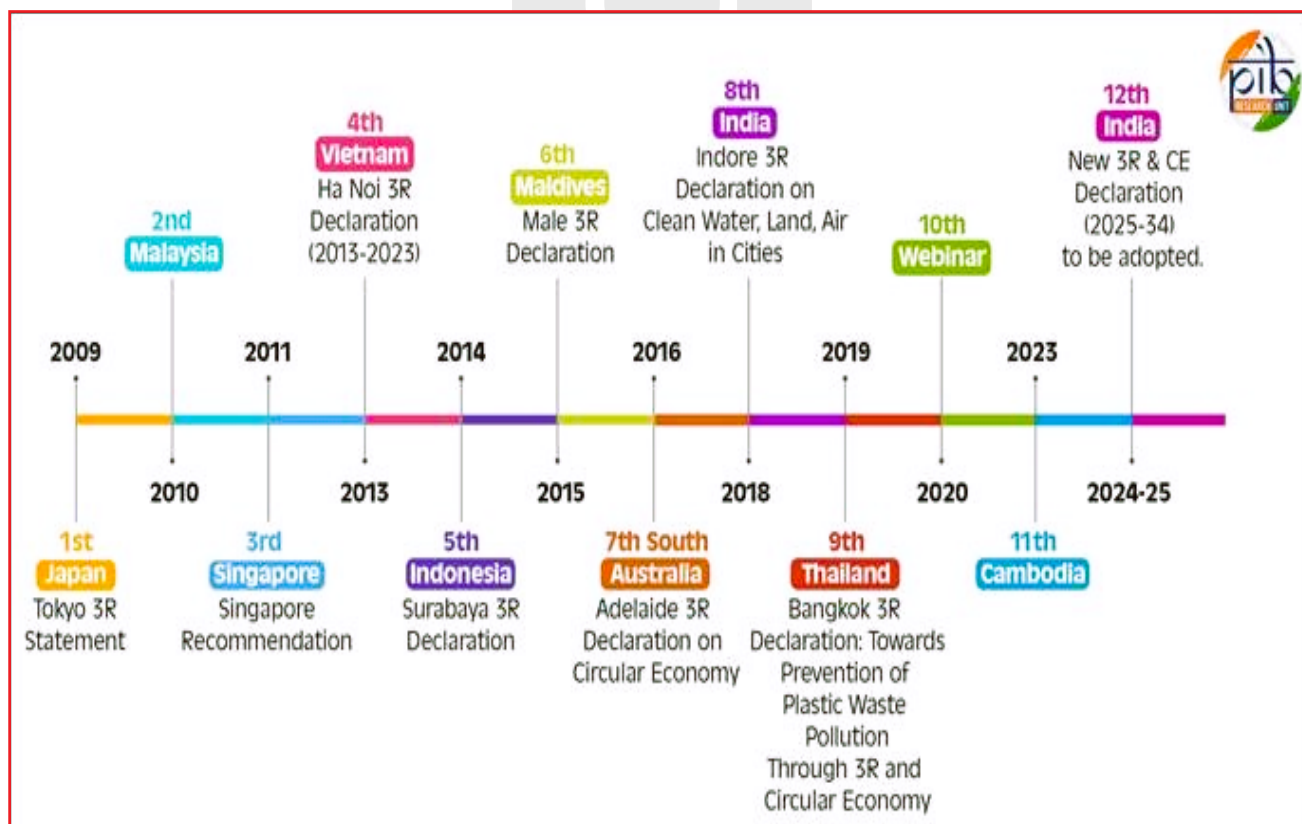 pib
RESEARCH UNIT
4th
Vietnam
Ha Noi 3R
Declaration
(2013-2023)
8th
India
Indore 3R
Declaration on
Clean Water, Land, Air
in Cities
12th
India
New 3R & CE
Declaration
(2025-34)
to be adopted.
2nd
Malaysia
6th
Maldives
Male 3R
Declaration
10th
Webinar
2009
2011
2014
2016
2019
2023
2010
2013
2015
2018
2020
2024-25
1st
Japan
Tokyo 3R
Statement
3rd
Singapore
Singapore
Recommendation
5th
Indonesia
Surabaya 3R
Declaration
7th South
Australia
Adelaide 3R
Declaration on
Circular Economy
9th
Thailand
Bangkok 3R
Declaration: Towards
Prevention of
Plastic Waste
Pollution
Through 3R and
Circular Economy
11th
Cambodia